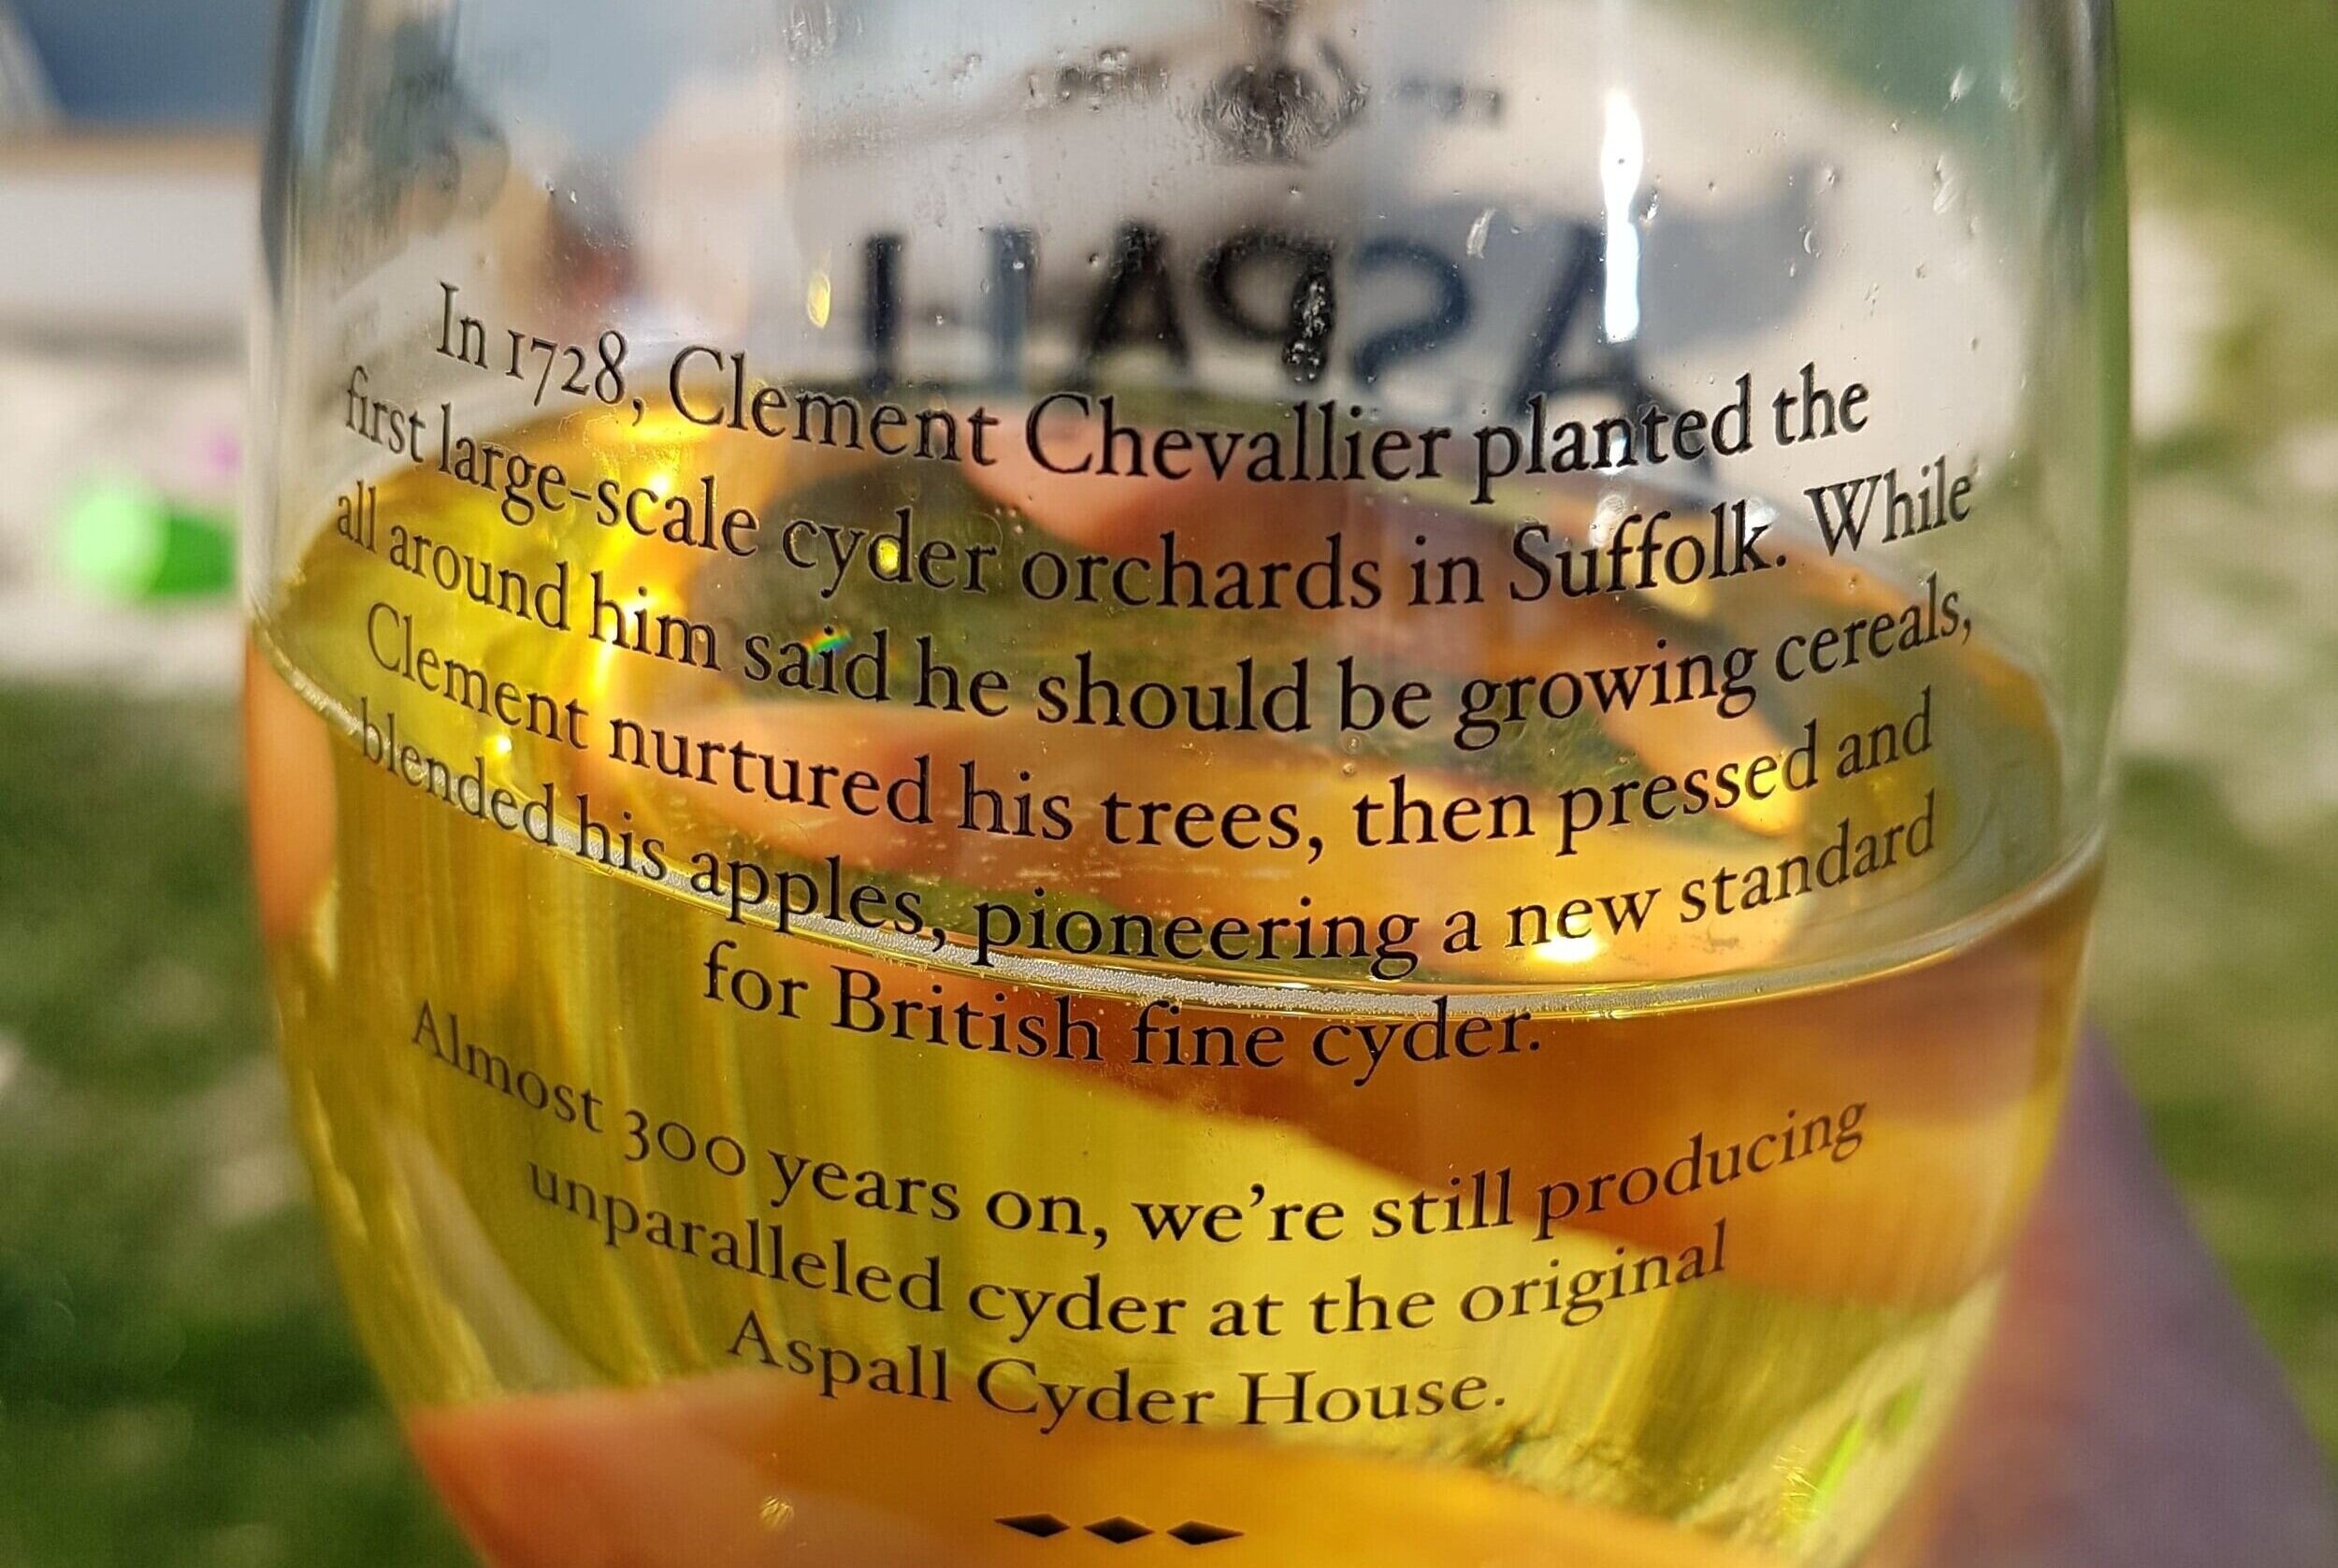 ASPALL
In 1728, Clement Chevallier planted the
first large-scale cyder orchards in Suffolk. While
all around him said he should be growing cereals,
Clement nurtured his trees, then pressed and
blended his apples, pioneering a new standard
for British fine cyder.
Almost 300 years on, we're still producing
unparalleled cyder at the original
Aspall Cyder House.